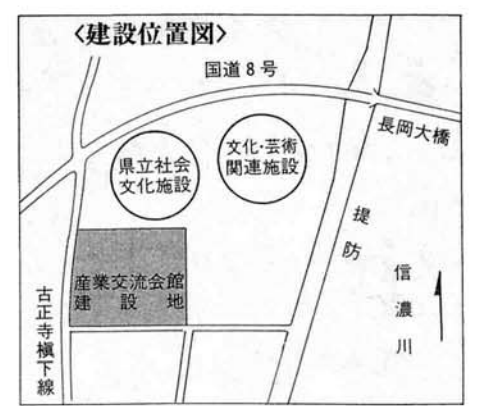 〈建設位置図〉
国道8号
長岡大橋
県立社会
文化施設
文化・芸術
関連施設
提防
産業交流会館
建設地
信濃川
古正寺槇下線